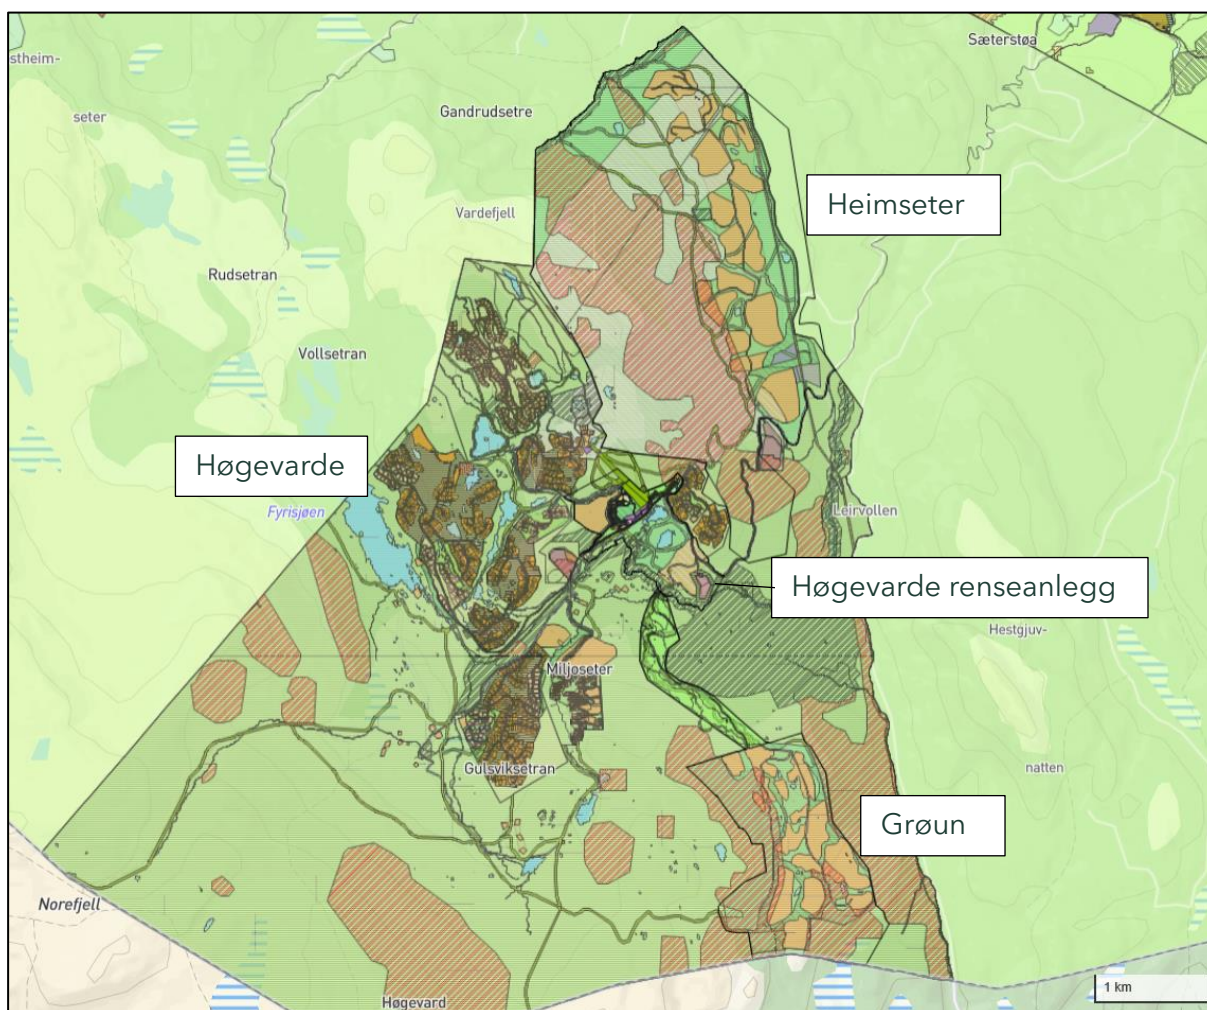 Sæterstøa
stheim-
Gandrudsetre
seter
Heimseter
Vardefjell
Rudsetran
Vollsetran
Høgevarde
Fyrisjøen
Leirvollen
Høgevarde renseanlegg
Hestgjuv-
Miljøseter
Gulsviksetran
natten
Grøun
Norefjell
1 km
Høgevard